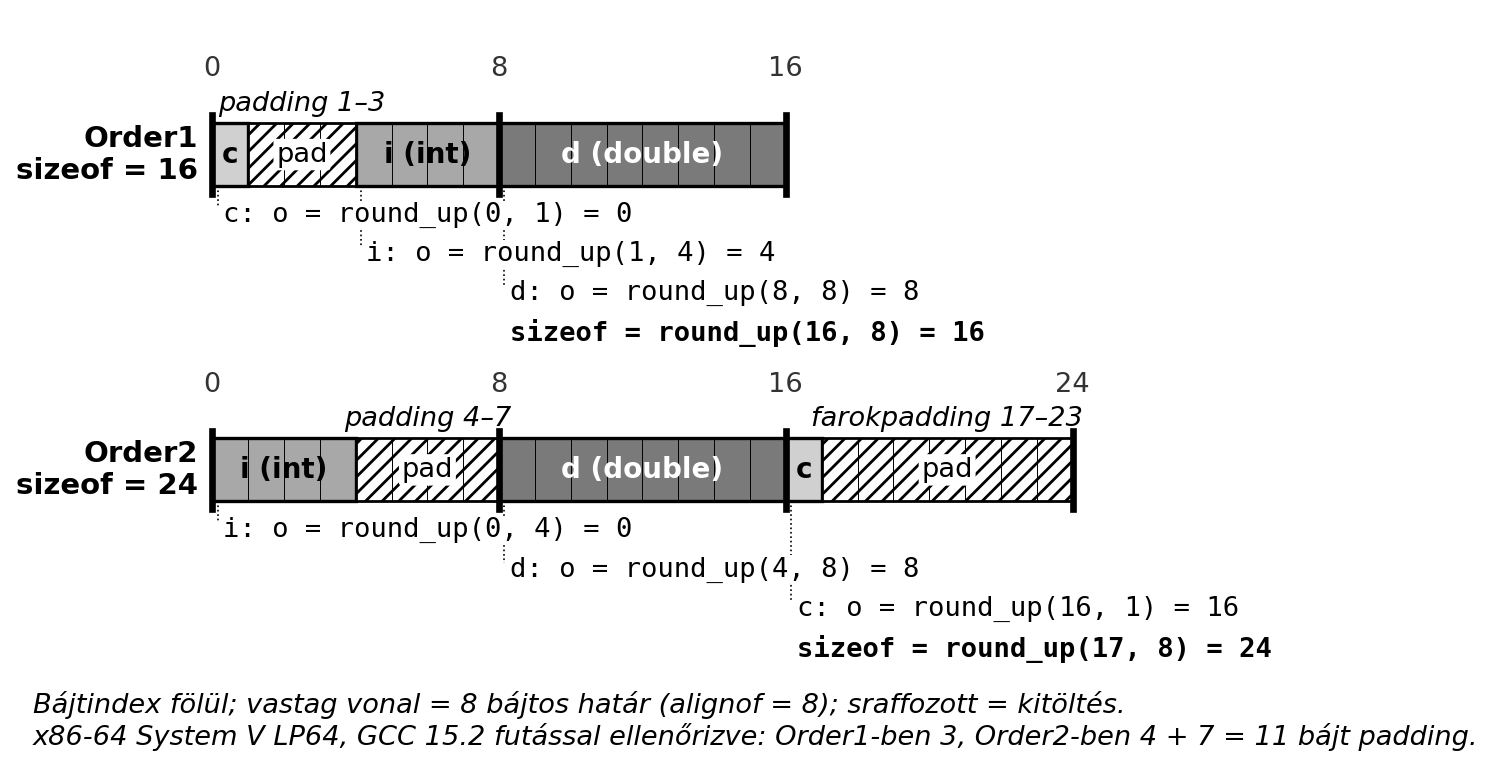 0 8 16
padding 1–3
Order1
sizeof = 16
c pad i (int) d (double)
c: o = round_up(0, 1) = 0
i: o = round_up(1, 4) = 4
d: o = round_up(8, 8) = 8
sizeof = round_up(16, 8) = 16
0 8 16 24
padding 4–7 farokpadding 17–23
Order2
sizeof = 24
i (int) pad d (double) c pad
i: o = round_up(0, 4) = 0
d: o = round_up(4, 8) = 8
c: o = round_up(16, 1) = 16
sizeof = round_up(17, 8) = 24
Bájtindex fölül; vastag vonal = 8 bájtos határ (alignof = 8); sraffozott = kitöltés.
x86-64 System V LP64, GCC 15.2 futással ellenőrizve: Order1-ben 3, Order2-ben 4 + 7 = 11 bájt padding.